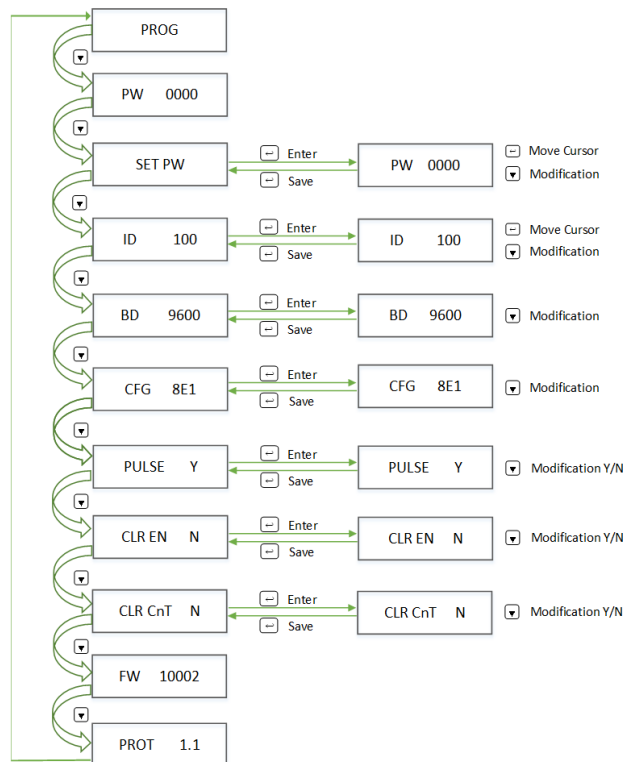 PROG
PW 0000
SET PW
Enter
Save
PW 0000
Move Cursor
Modification
ID 100
Enter
Save
ID 100
Move Cursor
Modification
BD 9600
Enter
Save
BD 9600
Modification
CFG 8E1
Enter
Save
CFG 8E1
Modification
PULSE Y
Enter
Save
PULSE Y
Modification Y/N
CLR EN N
Enter
Save
CLR EN N
Modification Y/N
CLR CnT N
Enter
Save
CLR CnT N
Modification Y/N
FW 10002
PROT 1.1